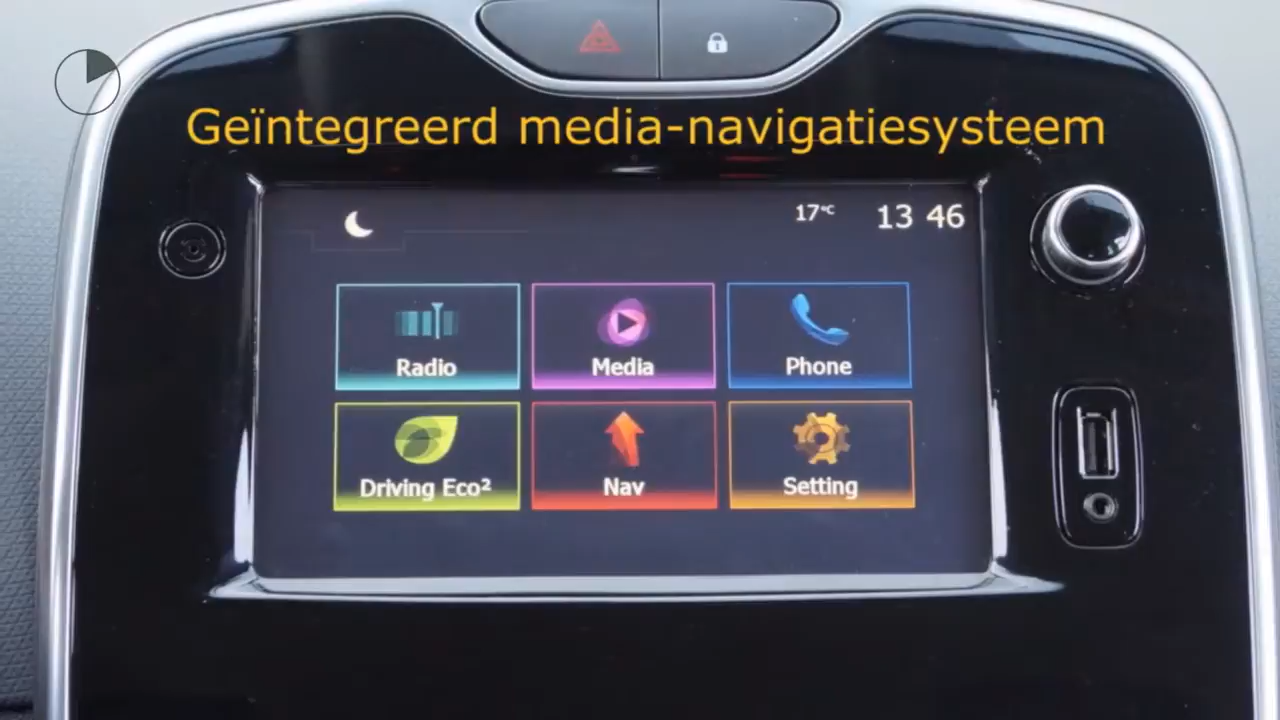 Geïntegreerd media-navigatiesysteem
17°C 13 46
Radio Media Phone
Driving Eco² Nav Setting